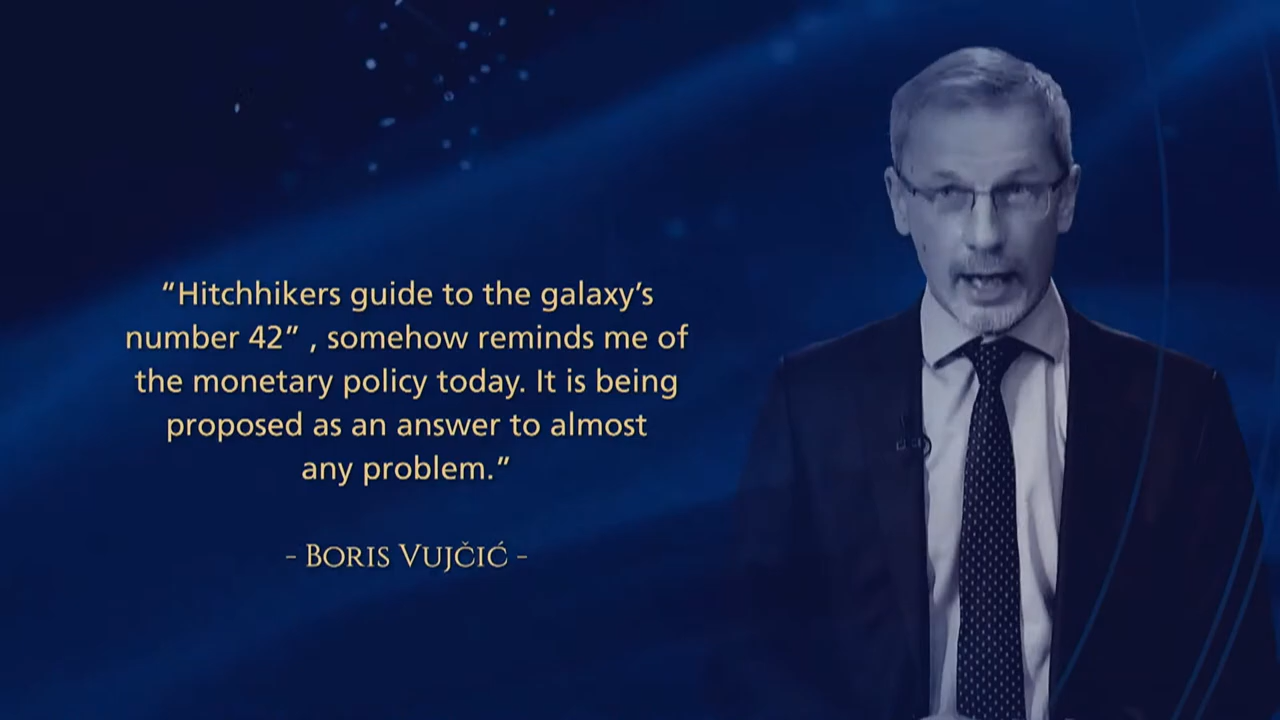 “Hitchhikers guide to the galaxy’s
number 42” , somehow reminds me of
the monetary policy today. It is being
proposed as an answer to almost
any problem.”
- Boris Vujčić -